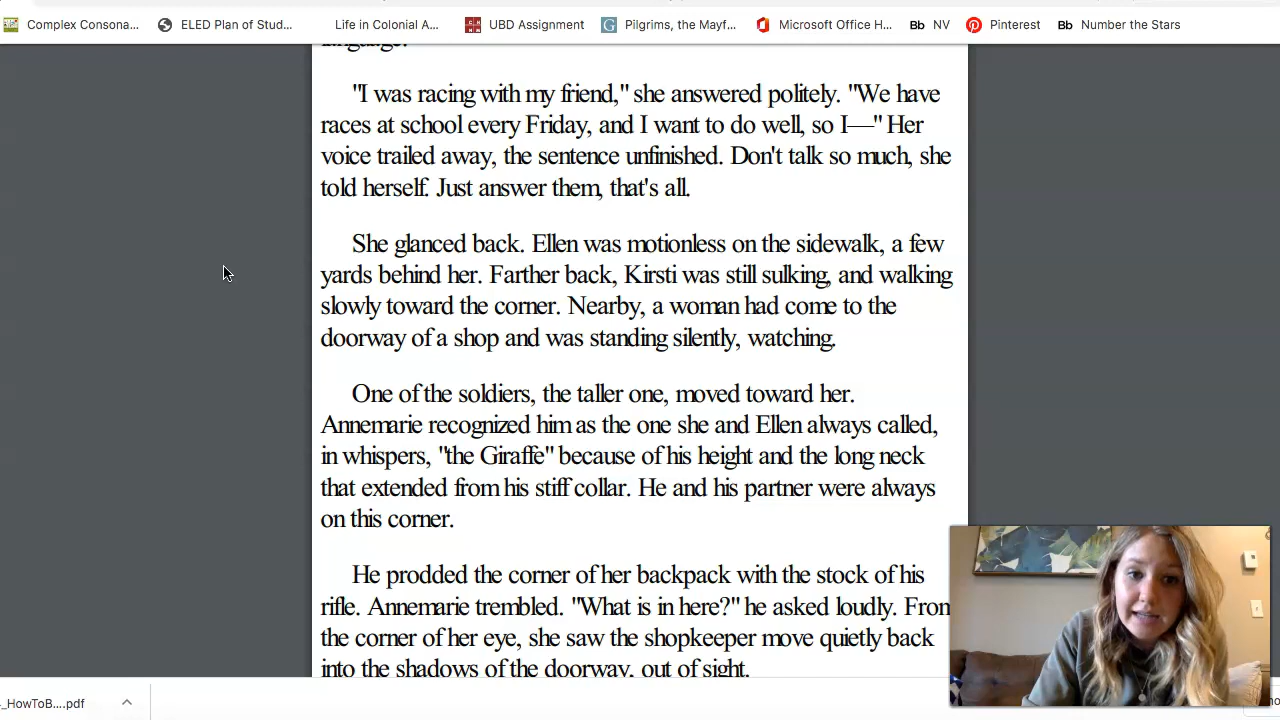 Complex Consona... ELED Plan of Stud... Life in Colonial A... UBD Assignment G Pilgrims, the Mayf... Microsoft Office H... Bb NV Pinterest Bb Number the Stars
language.
"I was racing with my friend," she answered politely. "We have
races at school every Friday, and I want to do well, so I—" Her
voice trailed away, the sentence unfinished. Don't talk so much, she
told herself. Just answer them, that's all.
She glanced back. Ellen was motionless on the sidewalk, a few
yards behind her. Farther back, Kirsti was still sulking, and walking
slowly toward the corner. Nearby, a woman had come to the
doorway of a shop and was standing silently, watching.
One of the soldiers, the taller one, moved toward her.
Annemarie recognized him as the one she and Ellen always called,
in whispers, "the Giraffe" because of his height and the long neck
that extended from his stiff collar. He and his partner were always
on this corner.
He prodded the corner of her backpack with the stock of his
rifle. Annemarie trembled. "What is in here?" he asked loudly. From
the corner of her eye, she saw the shopkeeper move quietly back
into the shadows of the doorway, out of sight.
_HowToB....pdf